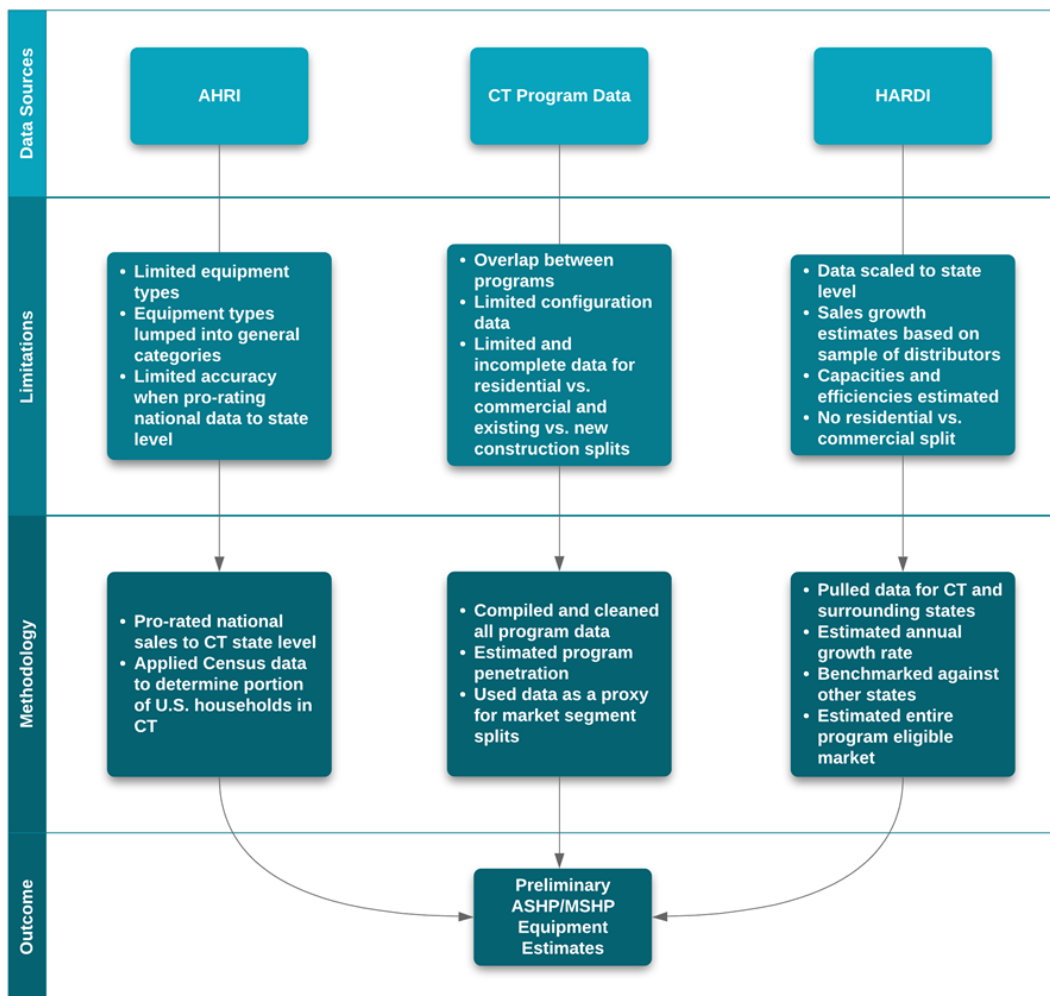 Data Sources
AHRI
CT Program Data
HARDI
Limitations
• Limited equipment
types
• Equipment types
lumped into general
categories
• Limited accuracy
when pro-rating
national data to state
level
• Overlap between
programs
• Limited configuration
data
• Limited and
incomplete data for
residential vs.
commercial and
existing vs. new
construction splits
• Data scaled to state
level
• Sales growth
estimates based on
sample of distributors
• Capacities and
efficiencies estimated
• No residential vs.
commercial split
Methodology
• Pro-rated national
sales to CT state level
• Applied Census data
to determine portion
of U.S. households in
CT
• Compiled and cleaned
all program data
• Estimated program
penetration
• Used data as a proxy
for market segment
splits
• Pulled data for CT and
surrounding states
• Estimated annual
growth rate
• Benchmarked against
other states
• Estimated entire
program eligible
market
Outcome
Preliminary
ASHP/MSHP
Equipment
Estimates